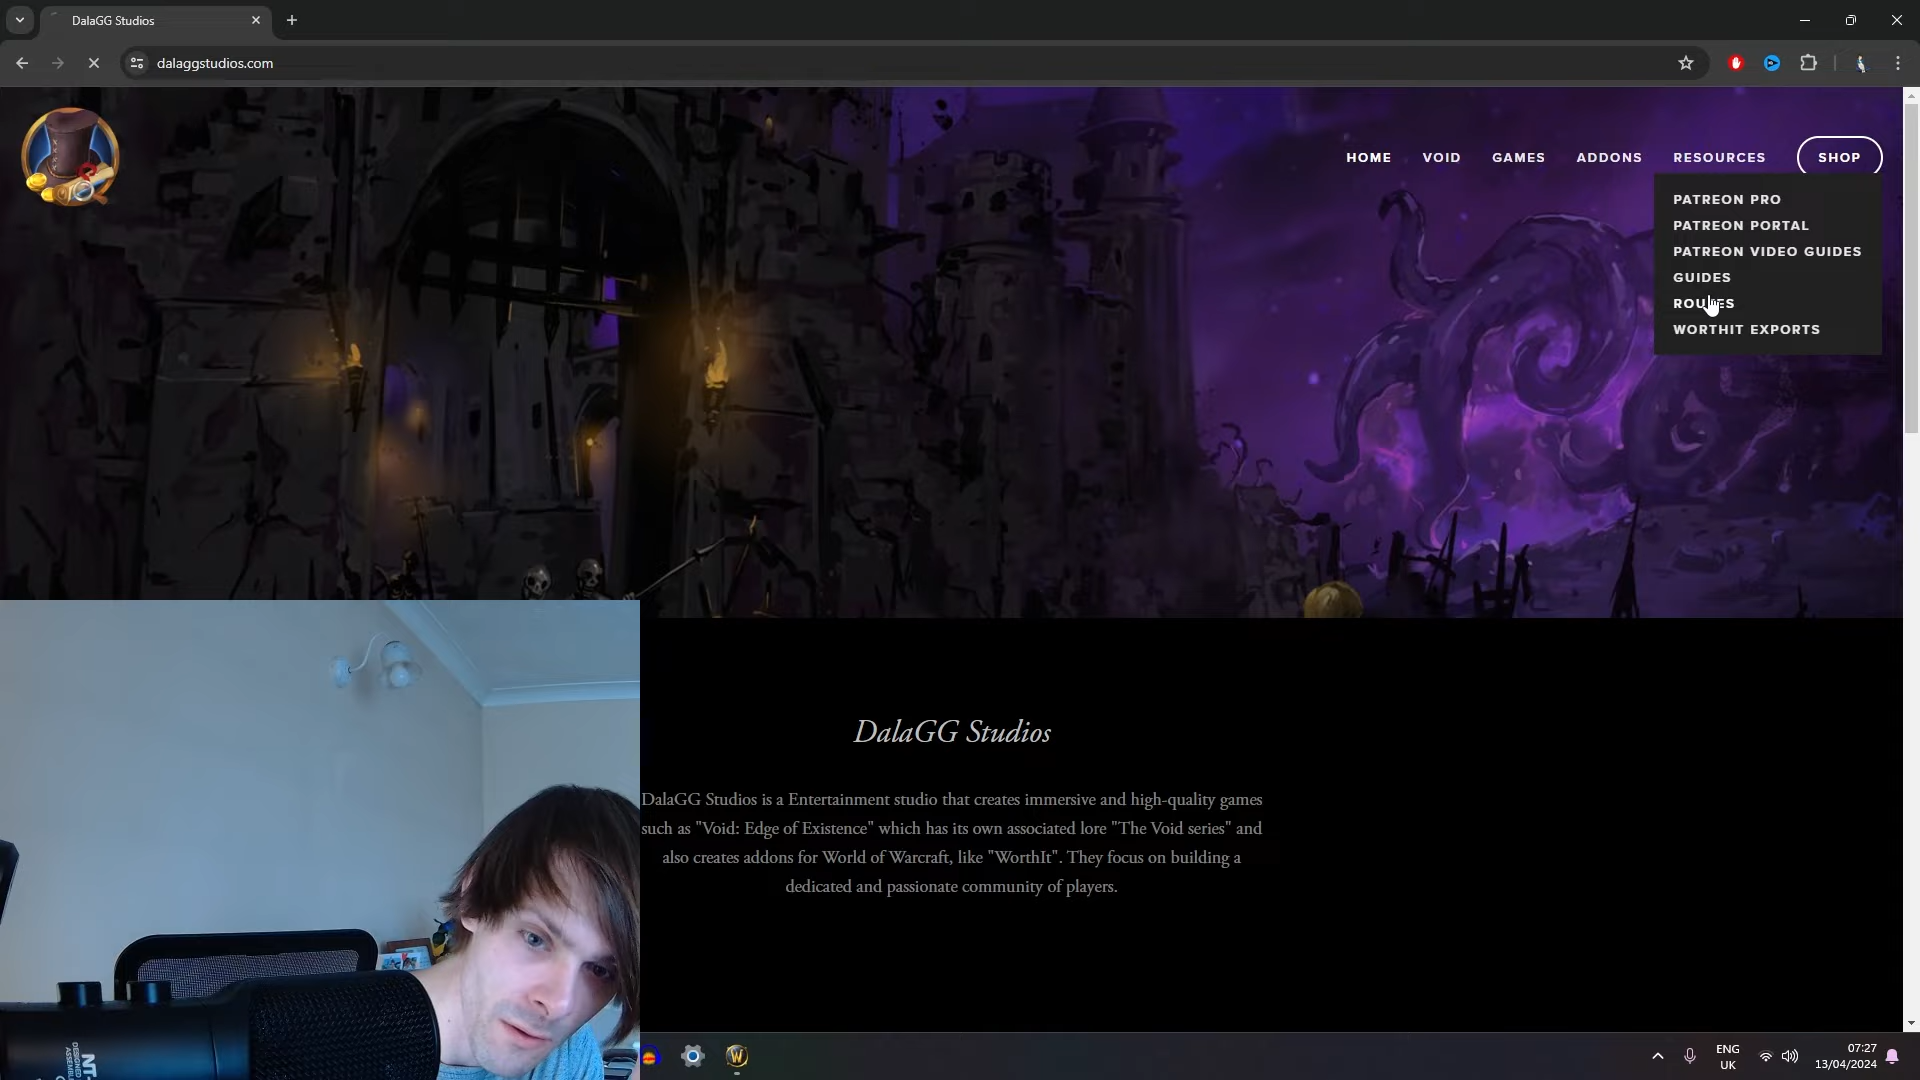 DalaGG Studios
dalaggstudios.com
HOME VOID GAMES ADDONS RESOURCES SHOP
PATREON PRO
PATREON PORTAL
PATREON VIDEO GUIDES
GUIDES
ROUTES
WORTHIT EXPORTS
DalaGG Studios
DalaGG Studios is a Entertainment studio that creates immersive and high-quality games
such as "Void: Edge of Existence" which has its own associated lore "The Void series" and
also creates addons for World of Warcraft, like "WorthIt". They focus on building a
dedicated and passionate community of players.
NT-
ENG
UK
07:27
13/04/2024